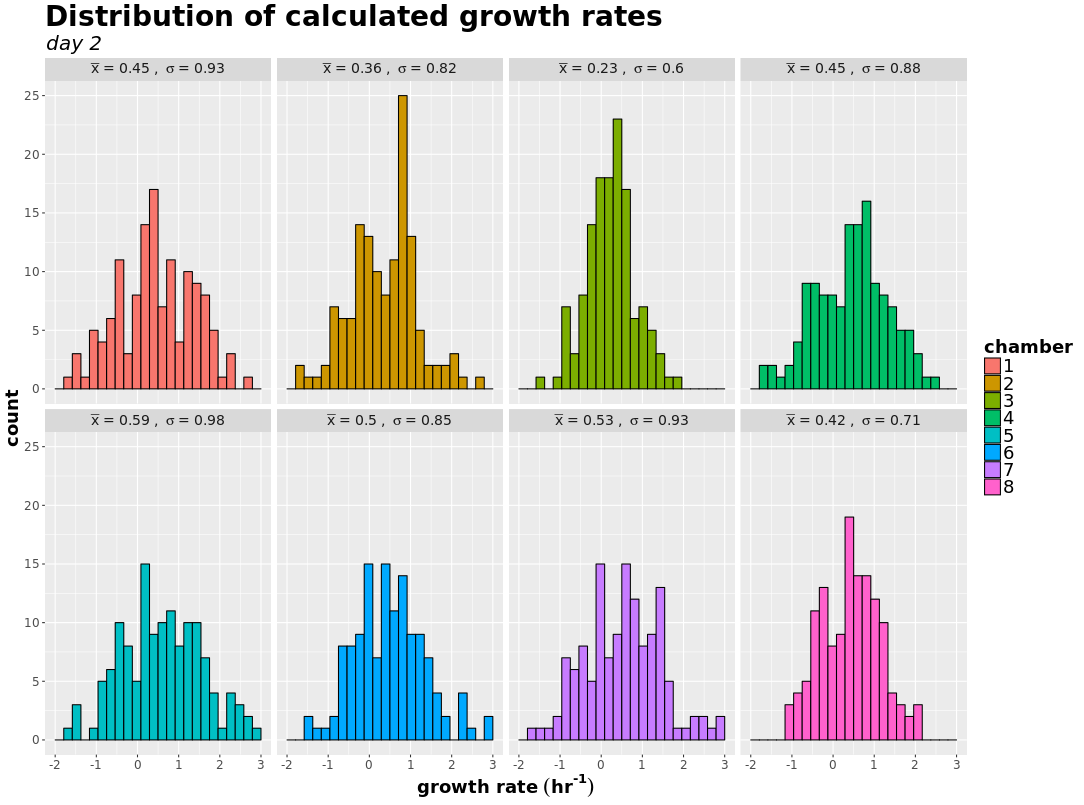 Distribution of calculated growth rates
day 2
x̅ = 0.45 , σ = 0.93
x̅ = 0.36 , σ = 0.82
x̅ = 0.23 , σ = 0.6
x̅ = 0.45 , σ = 0.88
25
20
15
10
5
0
count
x̅ = 0.59 , σ = 0.98
x̅ = 0.5 , σ = 0.85
x̅ = 0.53 , σ = 0.93
x̅ = 0.42 , σ = 0.71
25
20
15
10
5
0
-2 -1 0 1 2 3 -2 -1 0 1 2 3 -2 -1 0 1 2 3 -2 -1 0 1 2 3
growth rate (hr⁻¹)
chamber
1
2
3
4
5
6
7
8